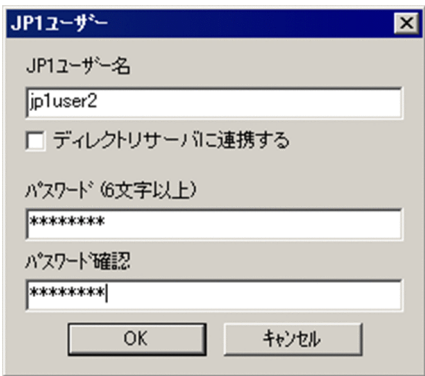 JP1ユーザー
JP1ユーザー名
jp1user2
ディレクトリサーバに連携する
パスワード(6文字以上)
********
パスワード確認
********
OK キャンセル